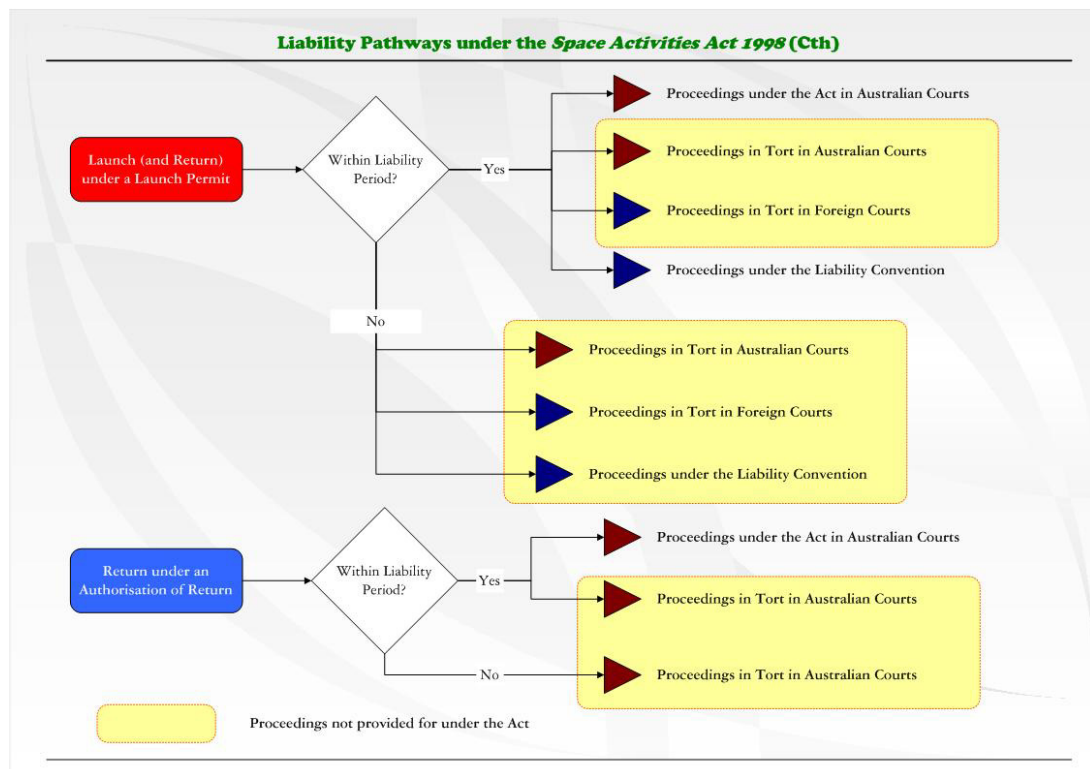 Liability Pathways under the Space Activities Act 1998 (Cth)
Launch (and Return)
under a Launch Permit
Within Liability
Period?
Yes
Proceedings under the Act in Australian Courts
Proceedings in Tort in Australian Courts
Proceedings in Tort in Foreign Courts
Proceedings under the Liability Convention
No
Proceedings in Tort in Australian Courts
Proceedings in Tort in Foreign Courts
Proceedings under the Liability Convention
Return under an
Authorisation of Return
Within Liability
Period?
Yes
Proceedings under the Act in Australian Courts
Proceedings in Tort in Australian Courts
No
Proceedings in Tort in Australian Courts
Proceedings not provided for under the Act